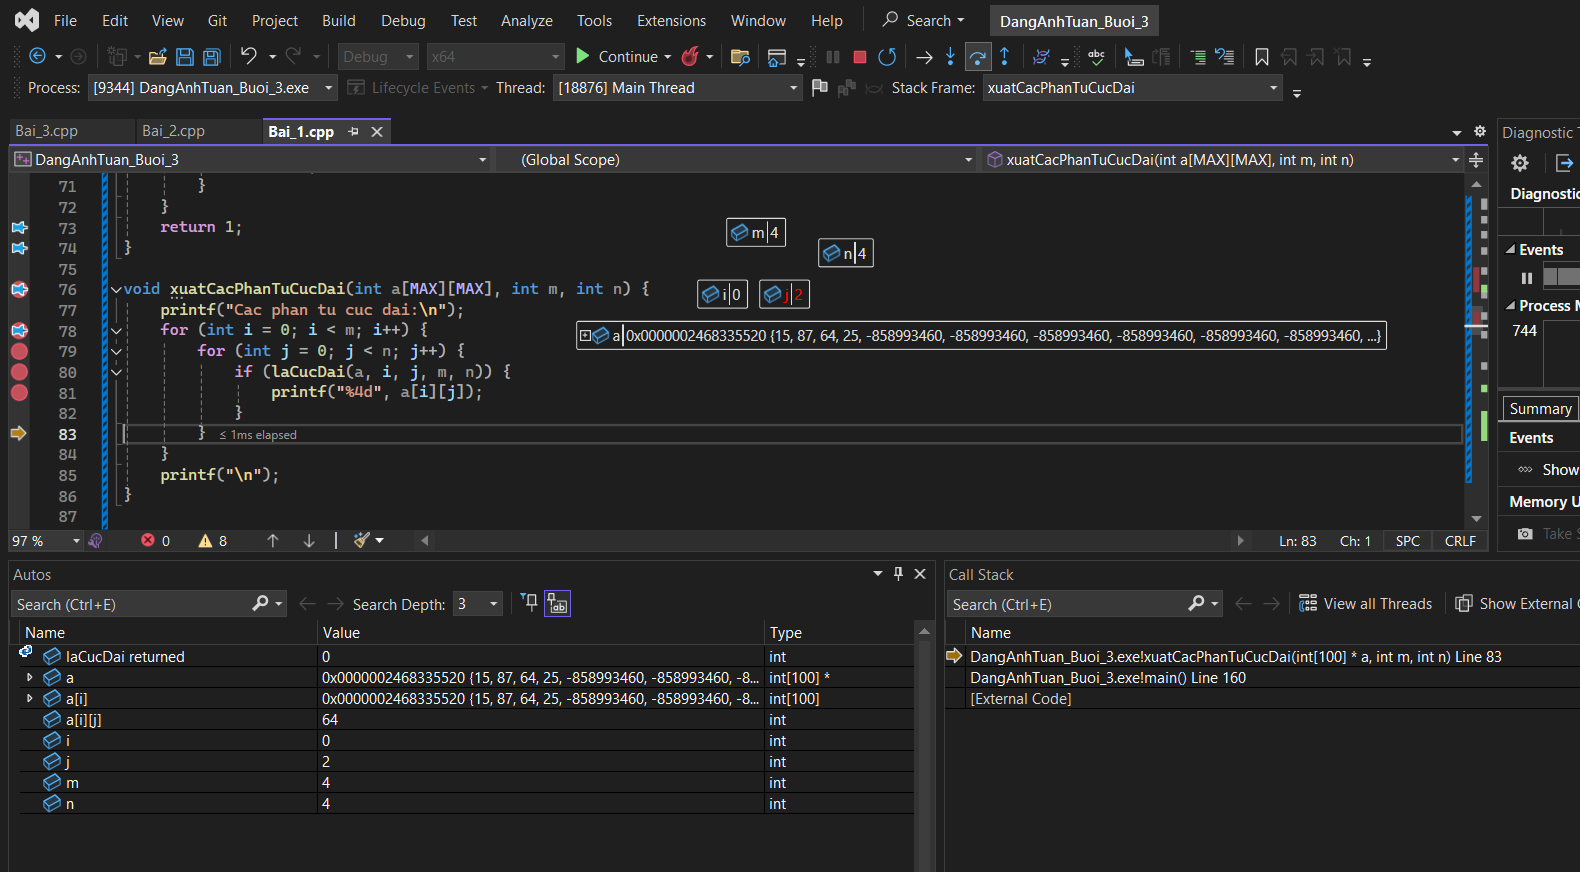 File Edit View Git Project Build Debug Test Analyze Tools Extensions Window Help Search DangAnhTuan_Buoi_3
Debug x64 Continue abc
Process: [9344] DangAnhTuan_Buoi_3.exe Lifecycle Events Thread: [18876] Main Thread Stack Frame: xuatCacPhanTuCucDai
Bai_3.cpp Bai_2.cpp Bai_1.cpp
DangAnhTuan_Buoi_3 (Global Scope) xuatCacPhanTuCucDai(int a[MAX][MAX], int m, int n)
71 }
72 }
73 return 1;
m 4
74 }
n 4
75
76 void xuatCacPhanTuCucDai(int a[MAX][MAX], int m, int n) {
i 0 j 2
77 printf("Cac phan tu cuc dai:\n");
78 for (int i = 0; i < m; i++) {
a 0x0000002468335520 {15, 87, 64, 25, -858993460, -858993460, -858993460, -858993460, -858993460, -858993460, ...}
79 for (int j = 0; j < n; j++) {
80 if (laCucDai(a, i, j, m, n)) {
81 printf("%4d", a[i][j]);
82 }
83 } ≤ 1ms elapsed
84 }
85 printf("\n");
86 }
87
97 % 0 8 Ln: 83 Ch: 1 SPC CRLF
Diagnostic
Diagnostic
Events
Process M
744
Summary
Events
Show
Memory U
Take
Autos
Search (Ctrl+E) Search Depth: 3
Name Value Type
laCucDai returned 0 int
a 0x0000002468335520 {15, 87, 64, 25, -858993460, -858993460, -8... int[100] *
a[i] 0x0000002468335520 {15, 87, 64, 25, -858993460, -858993460, -8... int[100]
a[i][j] 64 int
i 0 int
j 2 int
m 4 int
n 4 int
Call Stack
Search (Ctrl+E) View all Threads Show External
Name
DangAnhTuan_Buoi_3.exe!xuatCacPhanTuCucDai(int[100] * a, int m, int n) Line 83
DangAnhTuan_Buoi_3.exe!main() Line 160
[External Code]